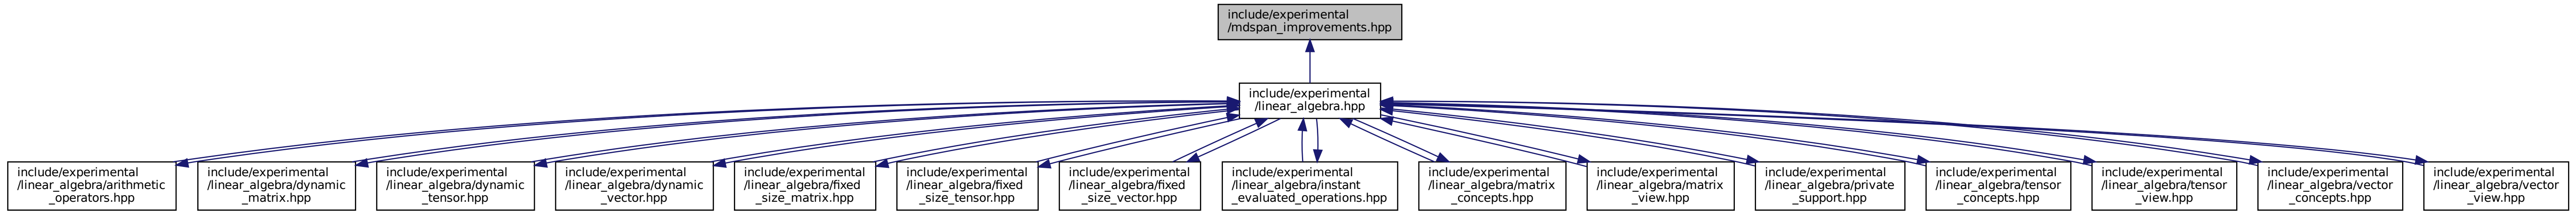 include/experimental
/mdspan_improvements.hpp
include/experimental
/linear_algebra.hpp
include/experimental
/linear_algebra/arithmetic
_operators.hpp
include/experimental
/linear_algebra/dynamic
_matrix.hpp
include/experimental
/linear_algebra/dynamic
_tensor.hpp
include/experimental
/linear_algebra/dynamic
_vector.hpp
include/experimental
/linear_algebra/fixed
_size_matrix.hpp
include/experimental
/linear_algebra/fixed
_size_tensor.hpp
include/experimental
/linear_algebra/fixed
_size_vector.hpp
include/experimental
/linear_algebra/instant
_evaluated_operations.hpp
include/experimental
/linear_algebra/matrix
_concepts.hpp
include/experimental
/linear_algebra/matrix
_view.hpp
include/experimental
/linear_algebra/private
_support.hpp
include/experimental
/linear_algebra/tensor
_concepts.hpp
include/experimental
/linear_algebra/tensor
_view.hpp
include/experimental
/linear_algebra/vector
_concepts.hpp
include/experimental
/linear_algebra/vector
_view.hpp